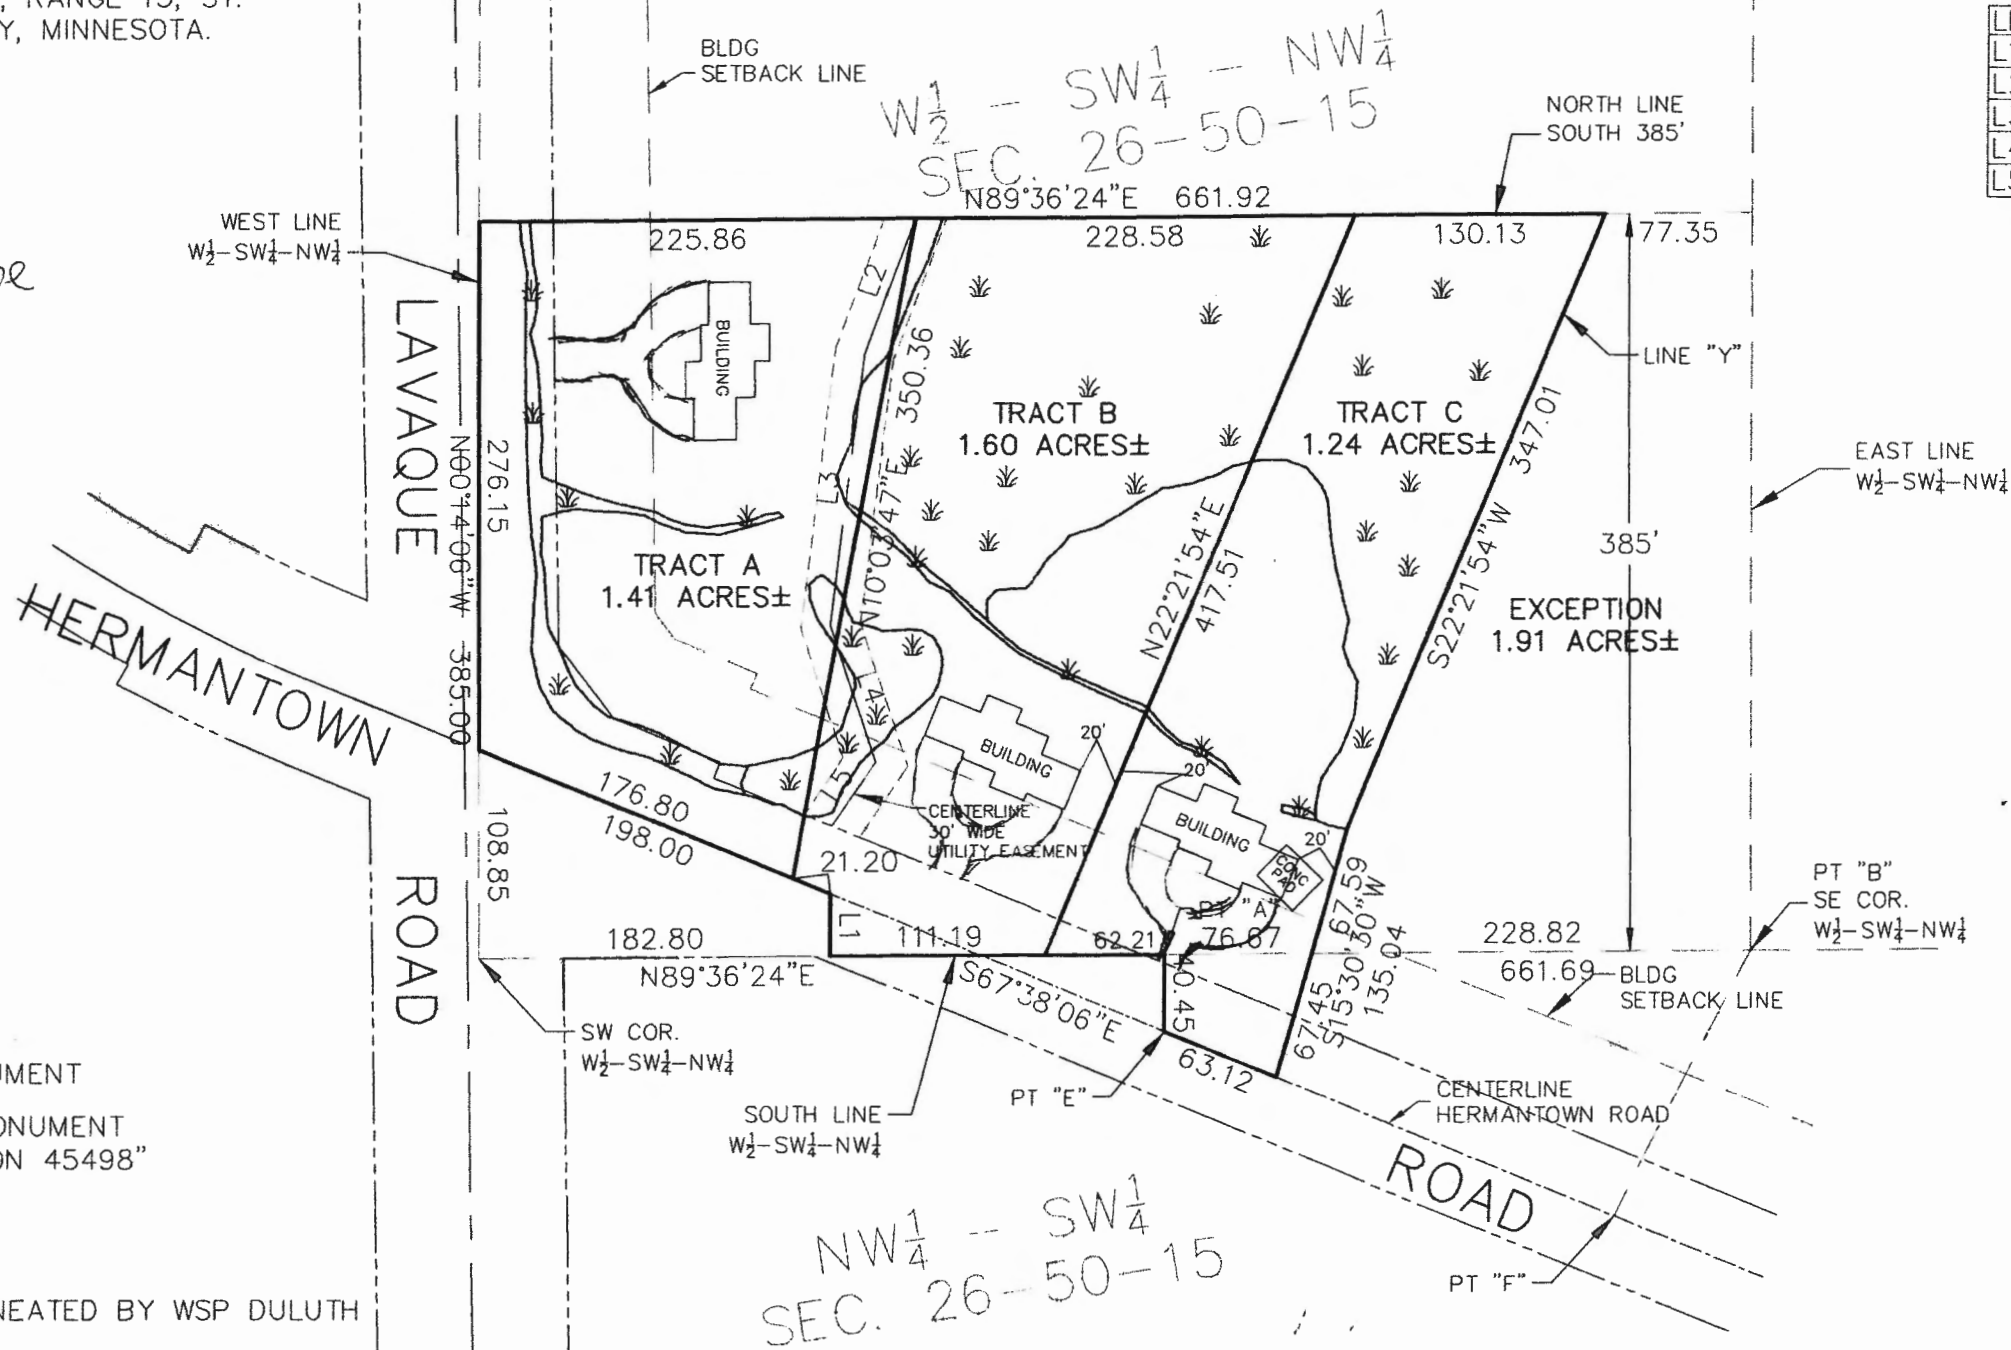 , RANGE 15, ST.
Y, MINNESOTA.
BLDG
SETBACK LINE
W½ – SW¼ – NW¼
SEC. 26–50–15
NORTH LINE
SOUTH 385'
N89°36'24"E 661.92
WEST LINE
W½–SW¼–NW¼
225.86
228.58
130.13
77.35
L2
LAVAQUE
BUILDING
350.36
LINE "Y"
TRACT B
1.60 ACRES±
TRACT C
1.24 ACRES±
347.01
EAST LINE
W½–SW¼–NW¼
276.15
L3
N00°14'06"W 385.00
N10°03'47"E
N22°21'54"E
417.51
S22°21'54"W
385'
TRACT A
1.41 ACRES±
EXCEPTION
1.91 ACRES±
HERMANTOWN
L4
BUILDING
20'
20'
L5
176.80
198.00
CENTERLINE
30' WIDE
UTILITY EASEMENT
BUILDING
20'
CONC
PAD
108.85
21.20
67.59
PT "B"
SE COR.
W½–SW¼–NW¼
ROAD
L1
PT "A"
182.80
111.19
62.21
76.67
228.82
N89°36'24"E
S67°38'06"E
40.45
67.45
S15°30'30"W
135.04
661.69
BLDG
SETBACK LINE
SW COR.
W½–SW¼–NW¼
63.12
UMENT
PT "E"
CENTERLINE
HERMANTOWN ROAD
SOUTH LINE
W½–SW¼–NW¼
ONUMENT
ON 45498"
ROAD
NW¼ – SW¼
SEC. 26–50–15
PT "F"
NEATED BY WSP DULUTH